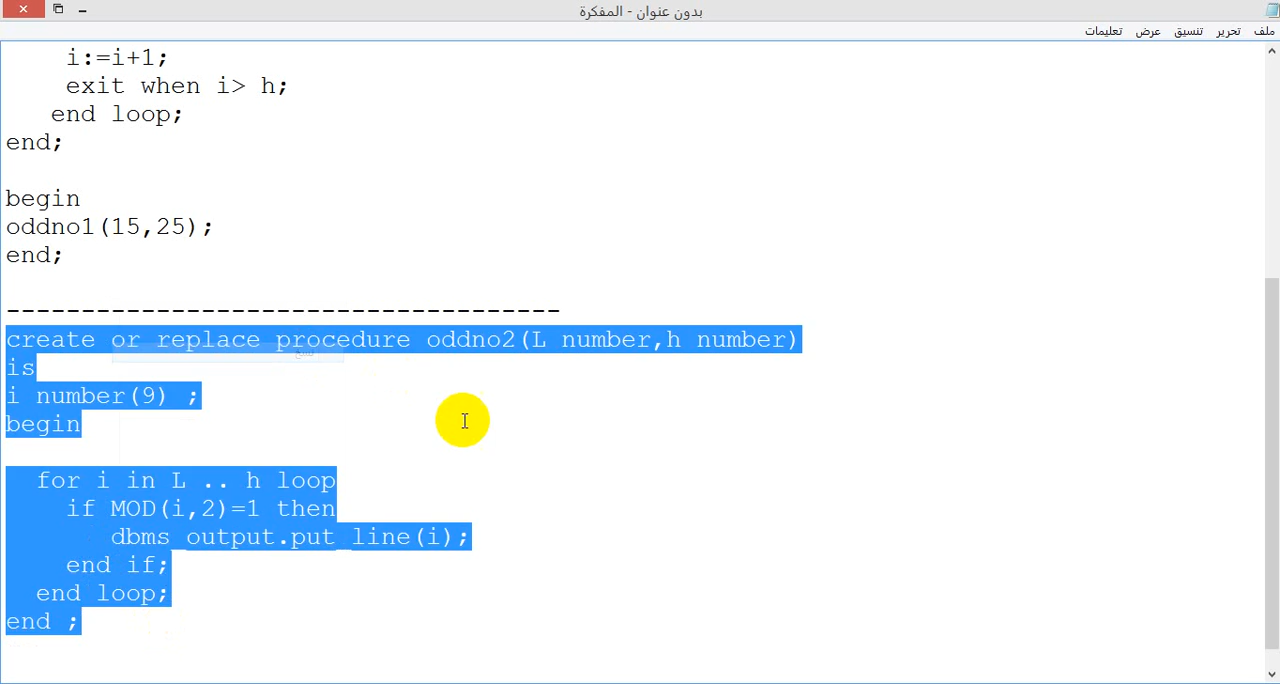 بدون عنوان - المفكرة
ملف تحرير تنسيق عرض تعليمات
i:=i+1;
exit when i> h;
end loop;
end;
begin
oddno1(15,25);
end;
-------------------------------------
create or replace procedure oddno2(L number,h number)
is
نسخ
i number(9) ;
begin
for i in L .. h loop
if MOD(i,2)=1 then
dbms_output.put_line(i);
end if;
end loop;
end ;